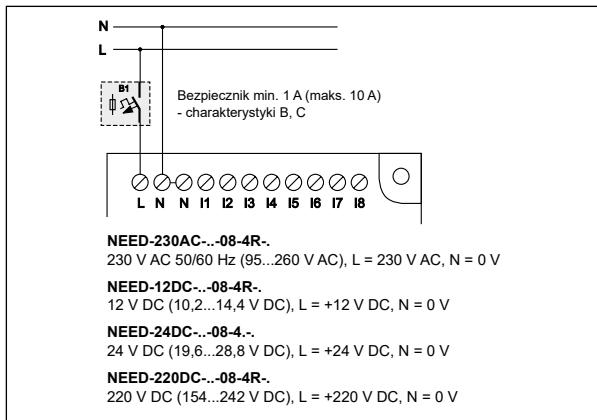 N
L
B1
Bezpiecznik min. 1 A (maks. 10 A)
- charakterystyki B, C
L N N I1 I2 I3 I4 I5 I6 I7 I8
NEED-230AC-..-08-4R-.
230 V AC 50/60 Hz (95...260 V AC), L = 230 V AC, N = 0 V
NEED-12DC-..-08-4R-.
12 V DC (10,2...14,4 V DC), L = +12 V DC, N = 0 V
NEED-24DC-..-08-4.-.
24 V DC (19,6...28,8 V DC), L = +24 V DC, N = 0 V
NEED-220DC-..-08-4R-.
220 V DC (154...242 V DC), L = +220 V DC, N = 0 V